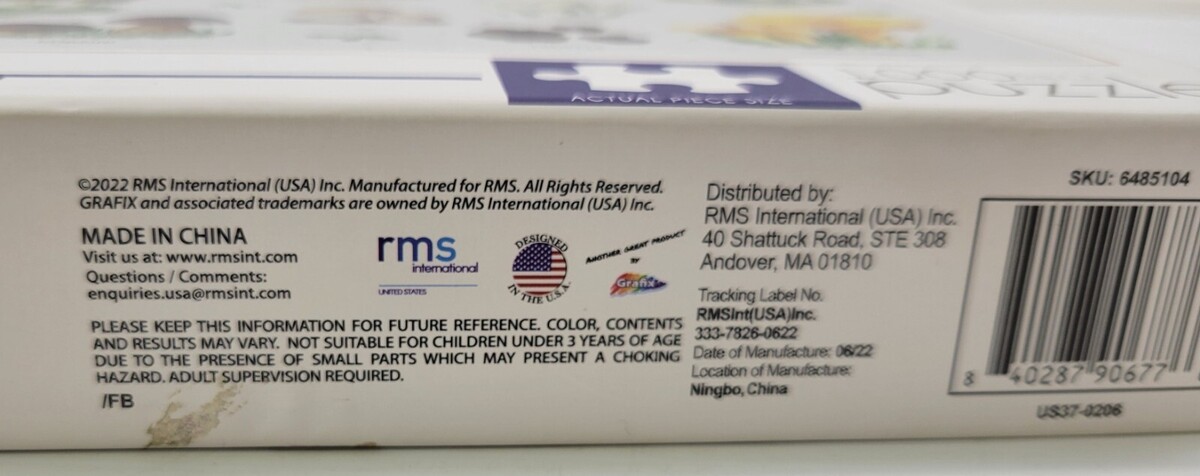 ACTUAL PIECE SIZE
©2022 RMS International (USA) Inc. Manufactured for RMS. All Rights Reserved.
GRAFIX and associated trademarks are owned by RMS International (USA) Inc.
MADE IN CHINA
Visit us at: www.rmsint.com
Questions / Comments:
enquiries.usa@rmsint.com
rms
international
UNITED STATES
DESIGNED
IN THE U.S.A.
ANOTHER GREAT PRODUCT
BY
Grafix
PLEASE KEEP THIS INFORMATION FOR FUTURE REFERENCE. COLOR, CONTENTS
AND RESULTS MAY VARY. NOT SUITABLE FOR CHILDREN UNDER 3 YEARS OF AGE
DUE TO THE PRESENCE OF SMALL PARTS WHICH MAY PRESENT A CHOKING
HAZARD. ADULT SUPERVISION REQUIRED.
/FB
Distributed by:
RMS International (USA) Inc.
40 Shattuck Road, STE 308
Andover, MA 01810
Tracking Label No.
RMSInt(USA)Inc.
333-7826-0622
Date of Manufacture: 06/22
Location of Manufacture:
Ningbo, China
SKU: 6485104
8 40287 90677
US37-0206